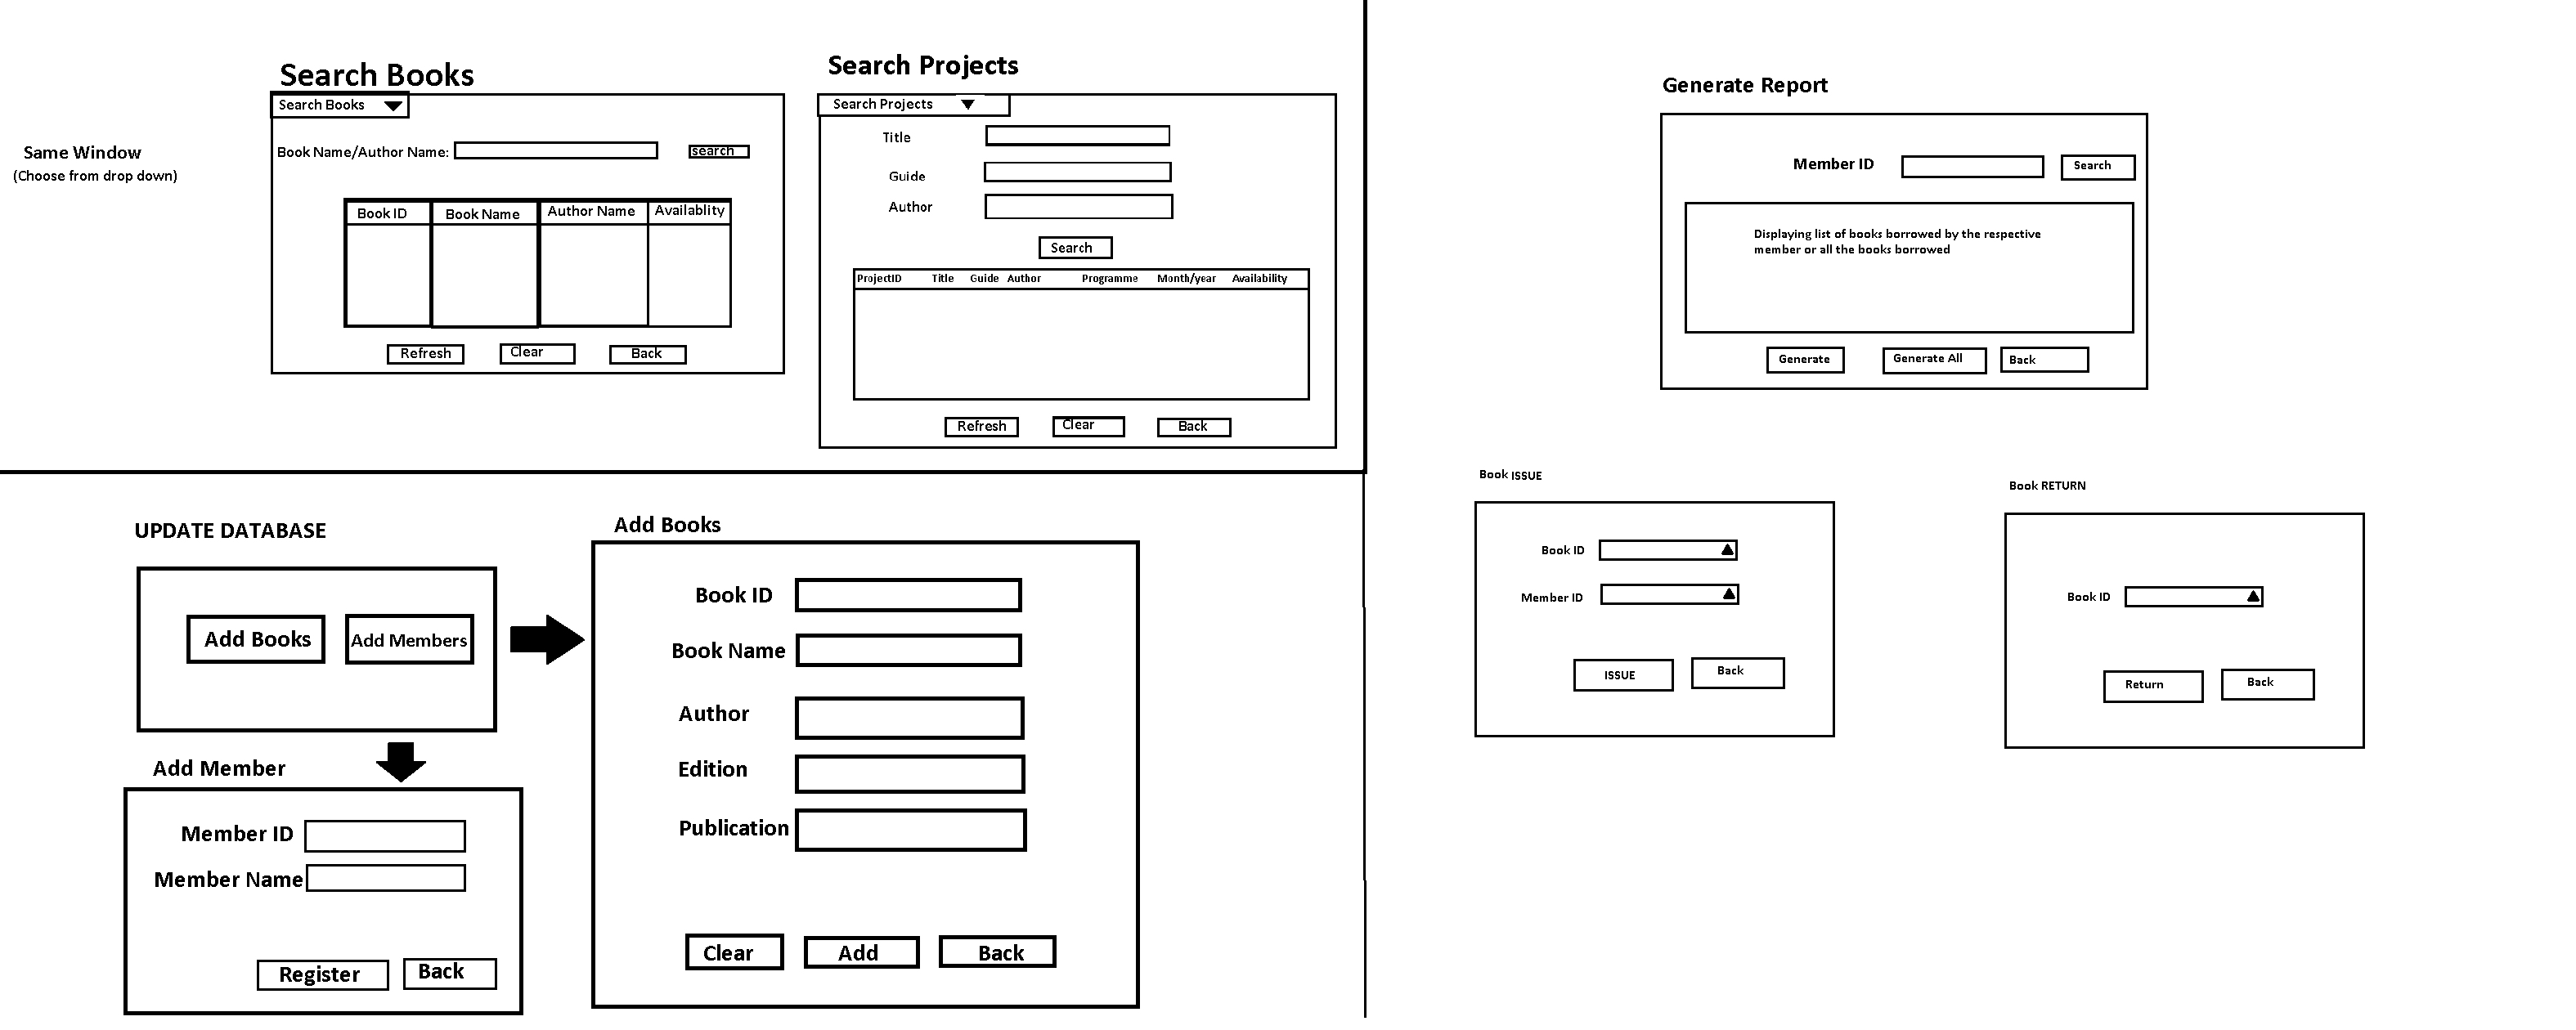 Same Window
(Choose from drop down)
Search Books
Search Books
Book Name/Author Name:
search
Book ID
Book Name
Author Name
Availablity
Refresh
Clear
Back
Search Projects
Search Projects
Title
Guide
Author
Search
ProjectID
Title
Guide
Author
Programme
Month/year
Availability
Refresh
Clear
Back
Generate Report
Member ID
Search
Displaying list of books borrowed by the respective
member or all the books borrowed
Generate
Generate All
Back
UPDATE DATABASE
Add Books
Add Members
Add Member
Member ID
Member Name
Register
Back
Add Books
Book ID
Book Name
Author
Edition
Publication
Clear
Add
Back
Book ISSUE
Book ID
Member ID
ISSUE
Back
Book RETURN
Book ID
Return
Back